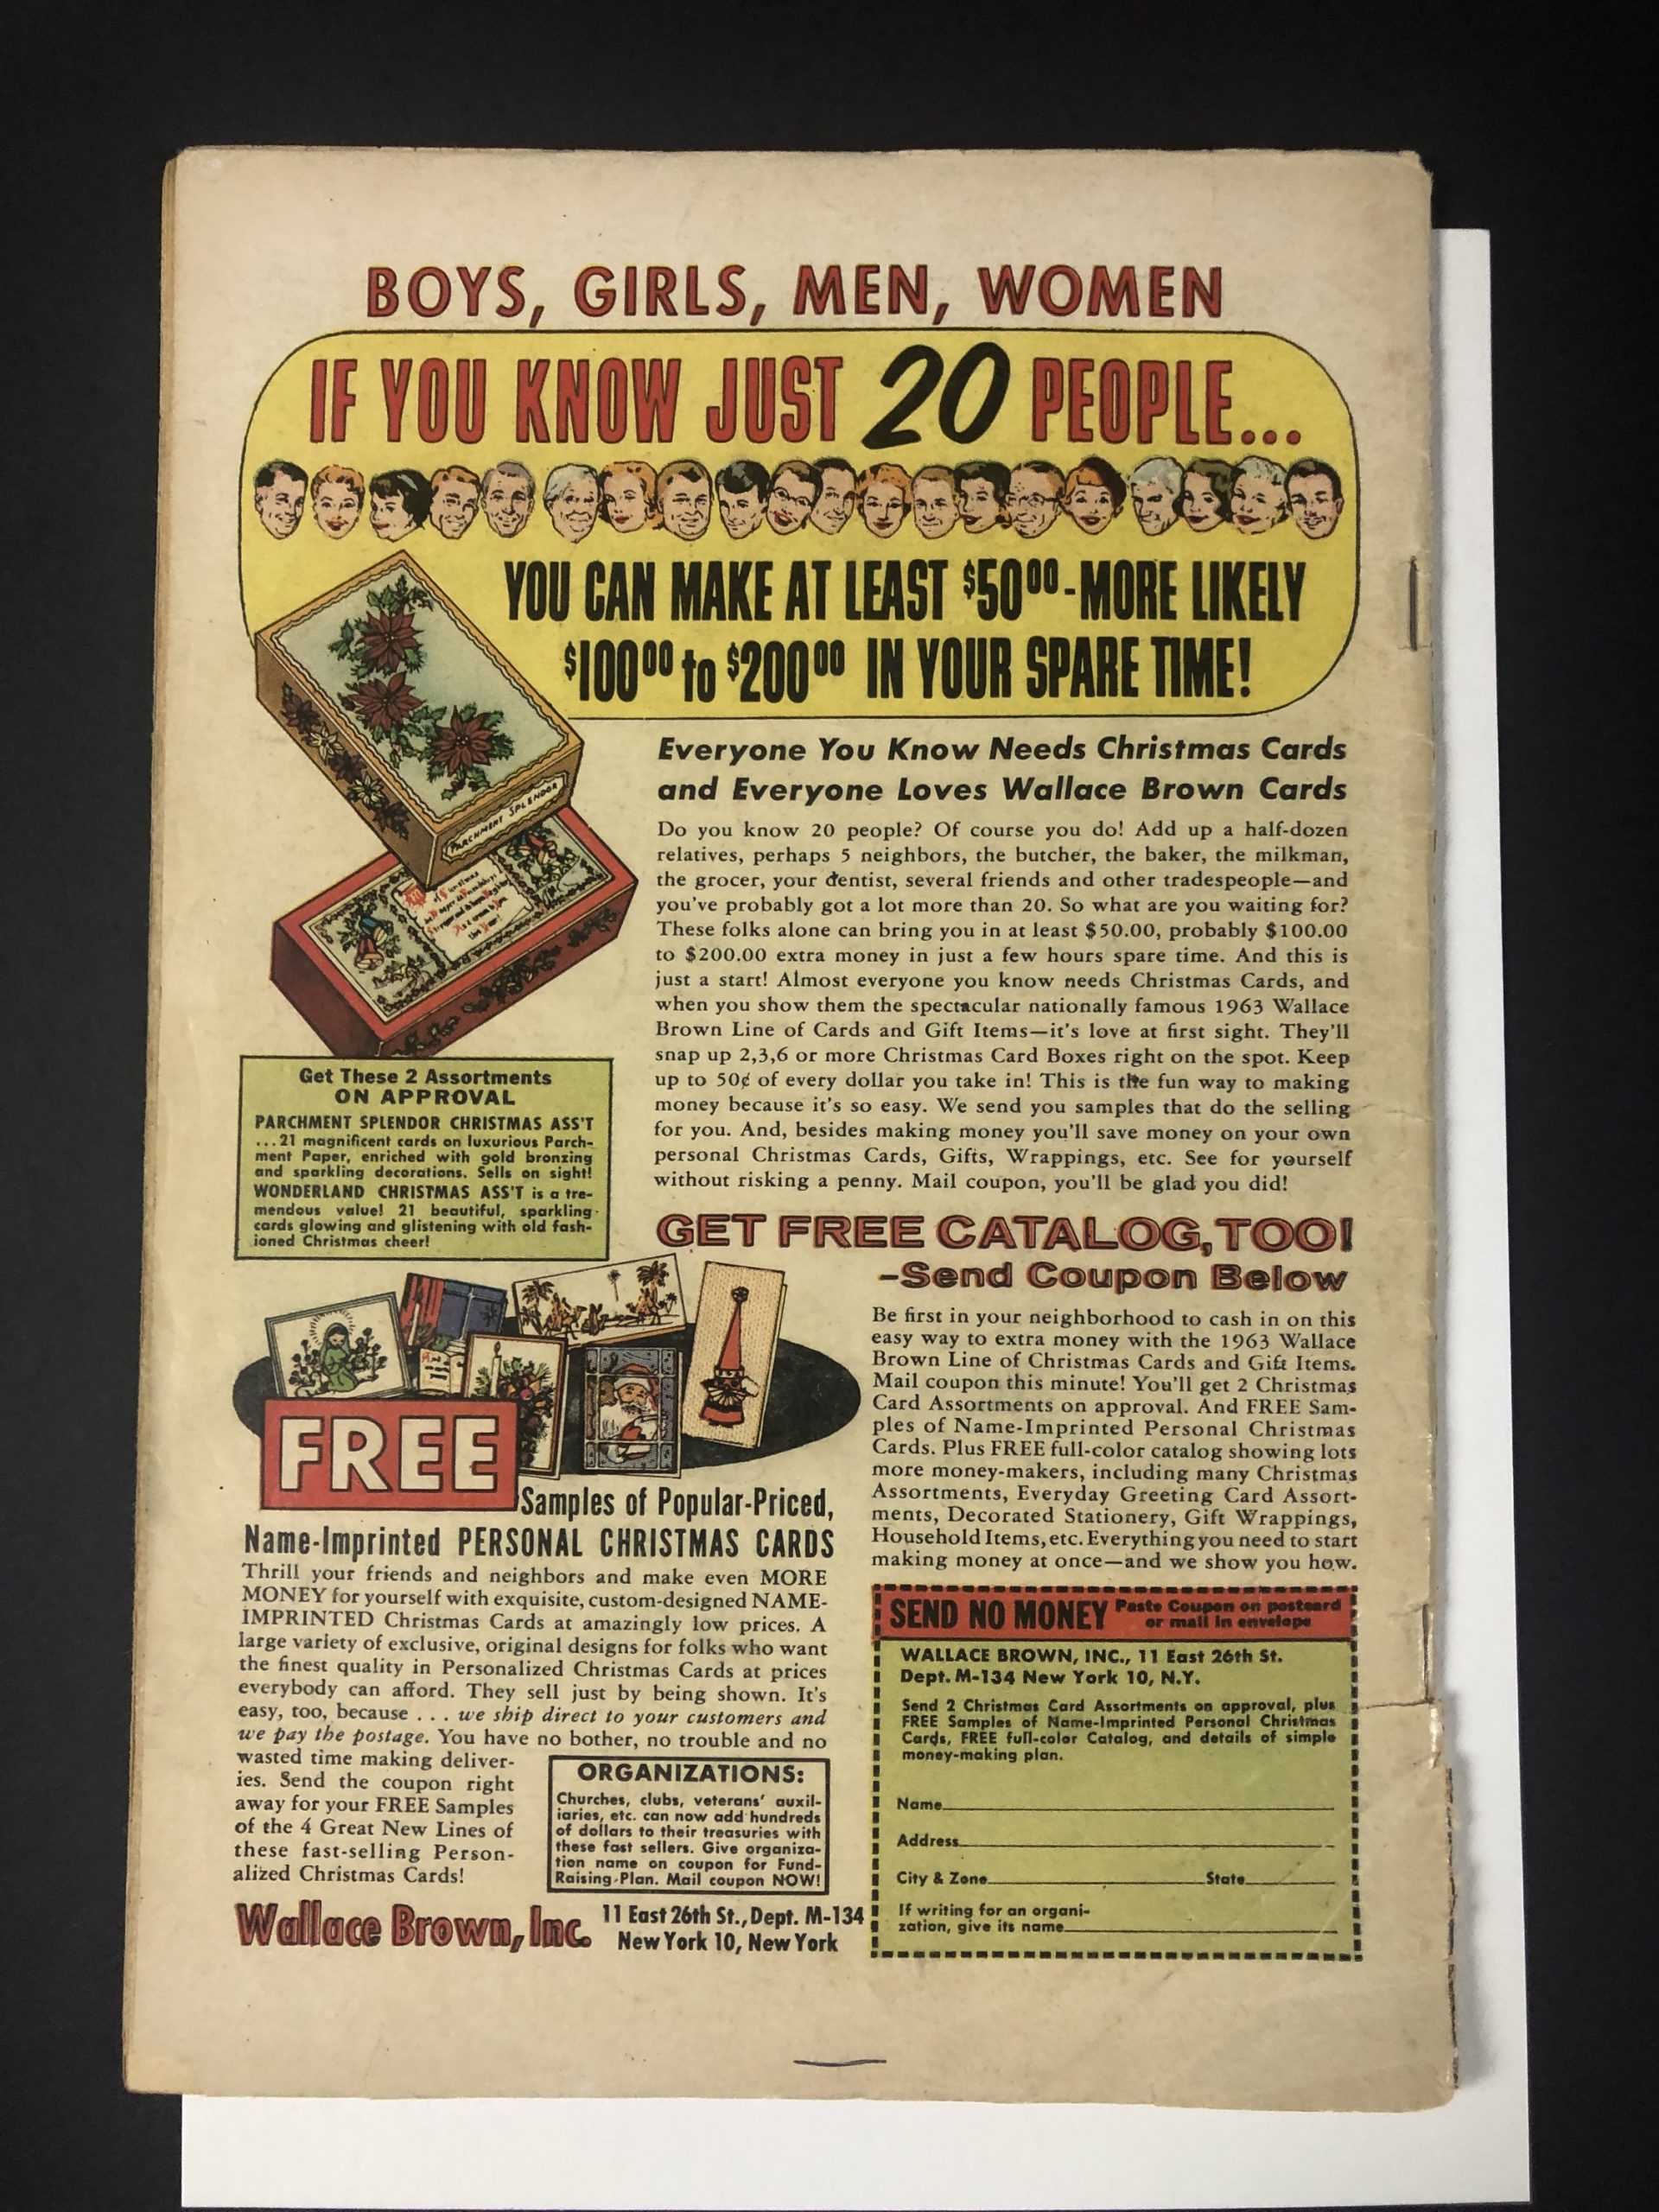 BOYS, GIRLS, MEN, WOMEN
IF YOU KNOW JUST 20 PEOPLE...
YOU CAN MAKE AT LEAST $50⁰⁰-MORE LIKELY
$100⁰⁰ to $200⁰⁰ IN YOUR SPARE TIME!
PARCHMENT SPLENDOR
Everyone You Know Needs Christmas Cards
and Everyone Loves Wallace Brown Cards
Do you know 20 people? Of course you do! Add up a half-dozen
relatives, perhaps 5 neighbors, the butcher, the baker, the milkman,
the grocer, your dentist, several friends and other tradespeople—and
you've probably got a lot more than 20. So what are you waiting for?
These folks alone can bring you in at least $50.00, probably $100.00
to $200.00 extra money in just a few hours spare time. And this is
just a start! Almost everyone you know needs Christmas Cards, and
when you show them the spectacular nationally famous 1963 Wallace
Brown Line of Cards and Gift Items—it's love at first sight. They'll
snap up 2,3,6 or more Christmas Card Boxes right on the spot. Keep
up to 50¢ of every dollar you take in! This is the fun way to making
money because it's so easy. We send you samples that do the selling
for you. And, besides making money you'll save money on your own
personal Christmas Cards, Gifts, Wrappings, etc. See for yourself
without risking a penny. Mail coupon, you'll be glad you did!
Get These 2 Assortments
ON APPROVAL
PARCHMENT SPLENDOR CHRISTMAS ASS'T
...21 magnificent cards on luxurious Parch-
ment Paper, enriched with gold bronzing
and sparkling decorations. Sells on sight!
WONDERLAND CHRISTMAS ASS'T is a tre-
mendous value! 21 beautiful, sparkling
cards glowing and glistening with old fash-
ioned Christmas cheer!
GET FREE CATALOG, TOO!
-Send Coupon Below
Be first in your neighborhood to cash in on this
easy way to extra money with the 1963 Wallace
Brown Line of Christmas Cards and Gift Items.
Mail coupon this minute! You'll get 2 Christmas
Card Assortments on approval. And FREE Sam-
ples of Name-Imprinted Personal Christmas
Cards. Plus FREE full-color catalog showing lots
more money-makers, including many Christmas
Assortments, Everyday Greeting Card Assort-
ments, Decorated Stationery, Gift Wrappings,
Household Items, etc. Everything you need to start
making money at once—and we show you how.
FREE
Samples of Popular-Priced,
Name-Imprinted PERSONAL CHRISTMAS CARDS
Thrill your friends and neighbors and make even MORE
MONEY for yourself with exquisite, custom-designed NAME-
IMPRINTED Christmas Cards at amazingly low prices. A
large variety of exclusive, original designs for folks who want
the finest quality in Personalized Christmas Cards at prices
everybody can afford. They sell just by being shown. It's
easy, too, because . . . we ship direct to your customers and
we pay the postage. You have no bother, no trouble and no
wasted time making deliver-
ies. Send the coupon right
away for your FREE Samples
of the 4 Great New Lines of
these fast-selling Person-
alized Christmas Cards!
ORGANIZATIONS:
Churches, clubs, veterans' auxil-
iaries, etc. can now add hundreds
of dollars to their treasuries with
these fast sellers. Give organiza-
tion name on coupon for Fund-
Raising Plan. Mail coupon NOW!
Wallace Brown, Inc.
11 East 26th St., Dept. M-134
New York 10, New York
SEND NO MONEY Paste Coupon on postcard
or mail in envelope
WALLACE BROWN, INC., 11 East 26th St.
Dept. M-134 New York 10, N.Y.
Send 2 Christmas Card Assortments on approval, plus
FREE Samples of Name-Imprinted Personal Christmas
Cards, FREE full-color Catalog, and details of simple
money-making plan.
Name
Address
City & Zone State
If writing for an organi-
zation, give its name